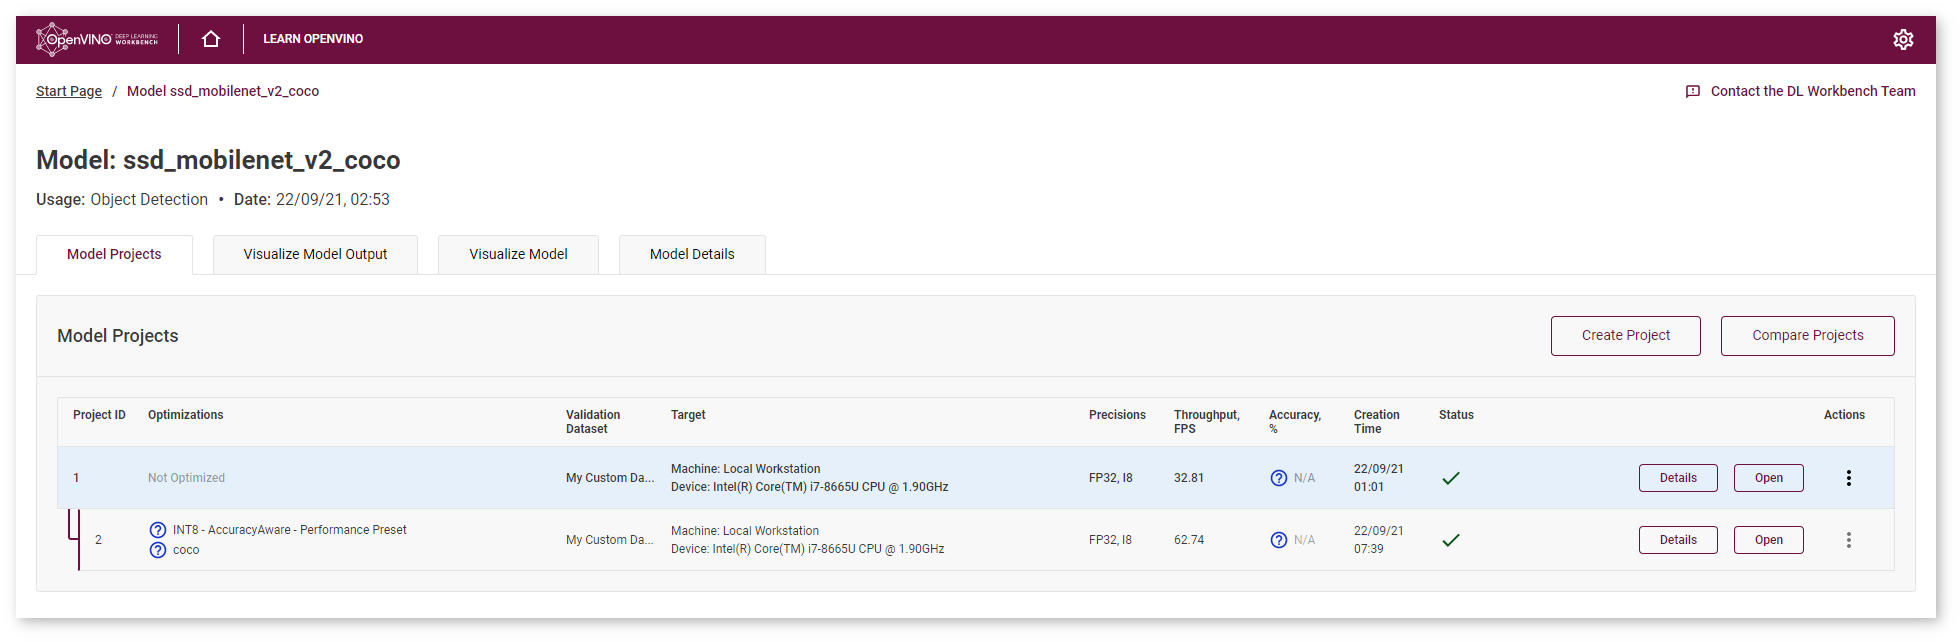 OpenVINO DEEP LEARNING WORKBENCH
LEARN OPENVINO
Start Page / Model ssd_mobilenet_v2_coco
Contact the DL Workbench Team
Model: ssd_mobilenet_v2_coco
Usage: Object Detection • Date: 22/09/21, 02:53
Model Projects
Visualize Model Output
Visualize Model
Model Details
Model Projects
Create Project
Compare Projects
Project ID
Optimizations
Validation
Dataset
Target
Precisions
Throughput,
FPS
Accuracy,
%
Creation
Time
Status
Actions
1
Not Optimized
My Custom Da...
Machine: Local Workstation
Device: Intel(R) Core(TM) i7-8665U CPU @ 1.90GHz
FP32, I8
32.81
? N/A
22/09/21
01:01
Details
Open
2
? INT8 - AccuracyAware - Performance Preset
? coco
My Custom Da...
Machine: Local Workstation
Device: Intel(R) Core(TM) i7-8665U CPU @ 1.90GHz
FP32, I8
62.74
? N/A
22/09/21
07:39
Details
Open